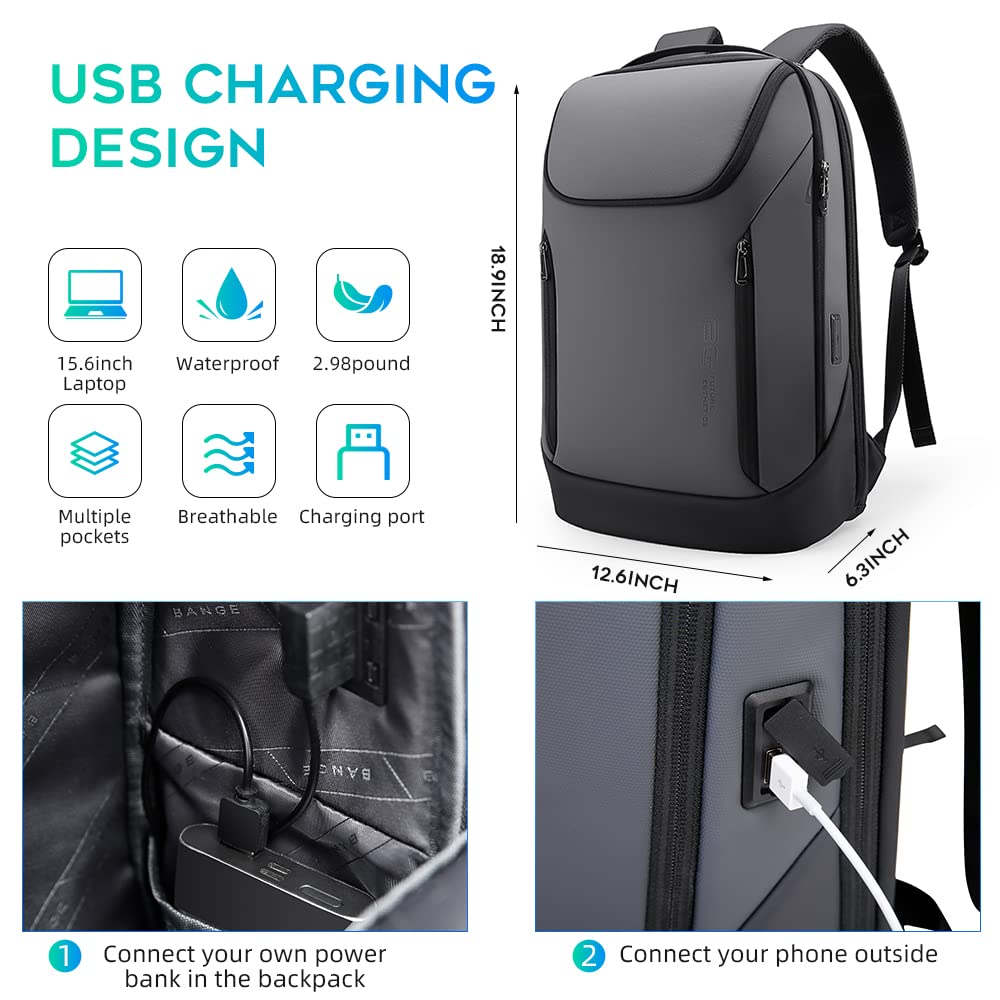 USB CHARGING
DESIGN
15.6inch
Laptop
Waterproof
2.98pound
Multiple
pockets
Breathable
Charging port
18.9INCH
12.6INCH
6.3INCH
BANGE
BANGE
1 Connect your own power
bank in the backpack
2 Connect your phone outside